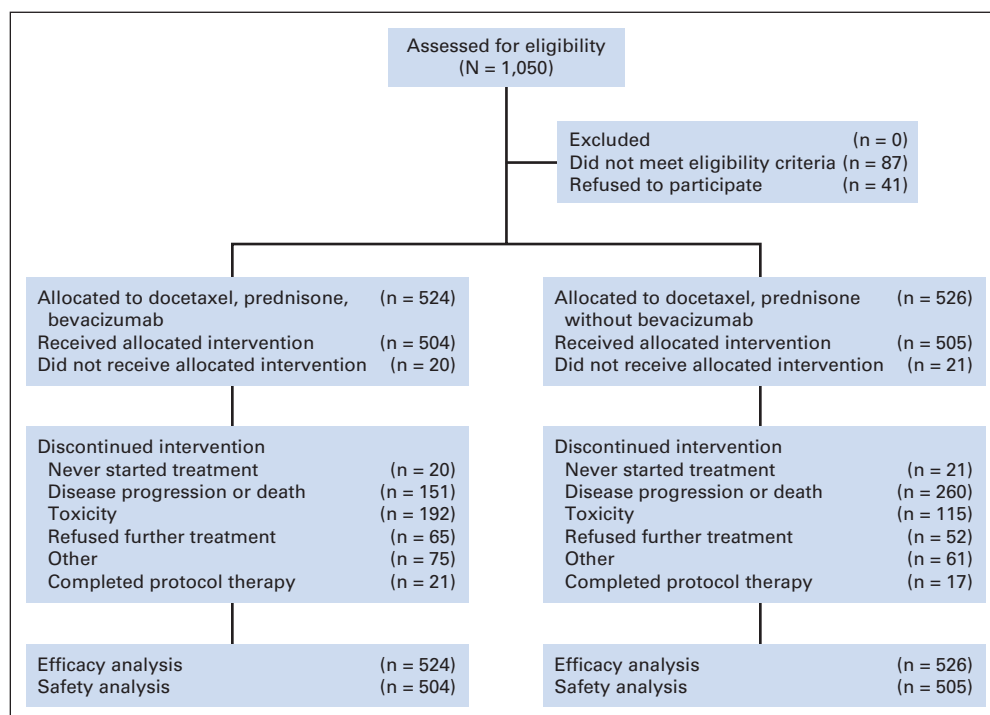 Assessed for eligibility
(N = 1,050)
Excluded (n = 0)
Did not meet eligibility criteria (n = 87)
Refused to participate (n = 41)
Allocated to docetaxel, prednisone, (n = 524)
bevacizumab
Received allocated intervention (n = 504)
Did not receive allocated intervention (n = 20)
Allocated to docetaxel, prednisone (n = 526)
without bevacizumab
Received allocated intervention (n = 505)
Did not receive allocated intervention (n = 21)
Discontinued intervention
Never started treatment (n = 20)
Disease progression or death (n = 151)
Toxicity (n = 192)
Refused further treatment (n = 65)
Other (n = 75)
Completed protocol therapy (n = 21)
Discontinued intervention
Never started treatment (n = 21)
Disease progression or death (n = 260)
Toxicity (n = 115)
Refused further treatment (n = 52)
Other (n = 61)
Completed protocol therapy (n = 17)
Efficacy analysis (n = 524)
Safety analysis (n = 504)
Efficacy analysis (n = 526)
Safety analysis (n = 505)